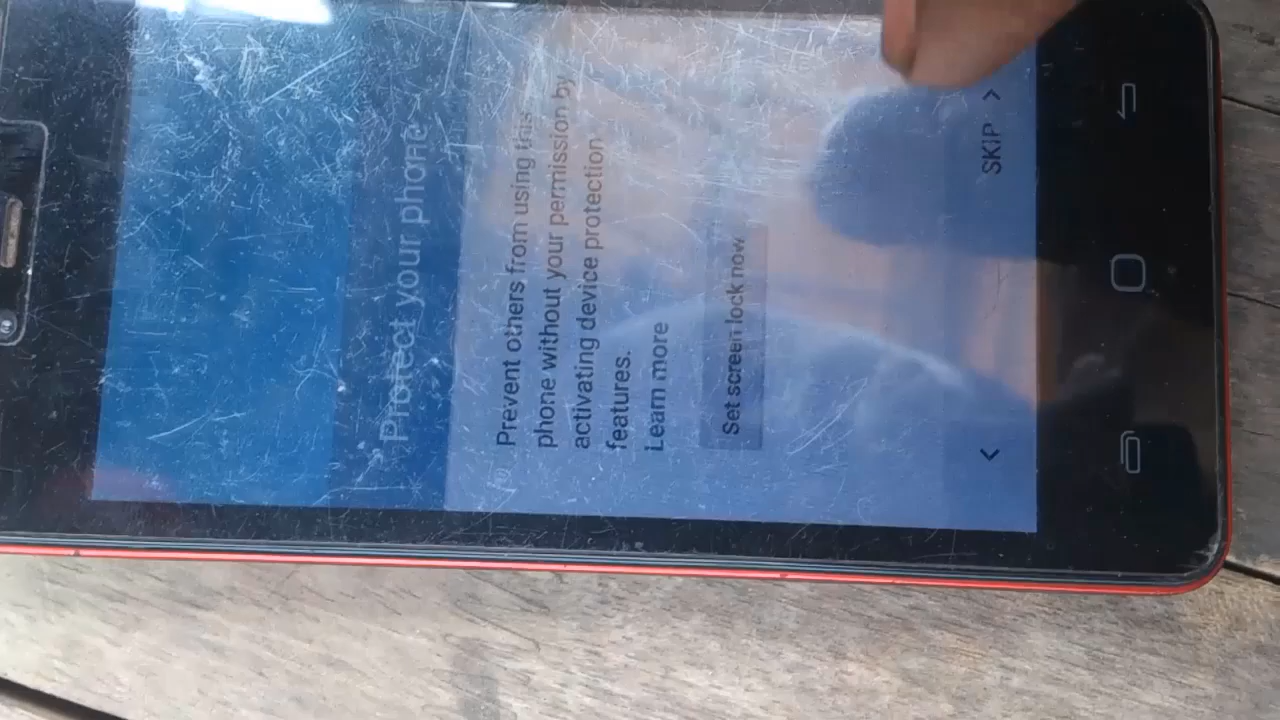 Protect your phone
Prevent others from using this
phone without your permission by
activating device protection
features.
Learn more
Set screen lock now
SKIP